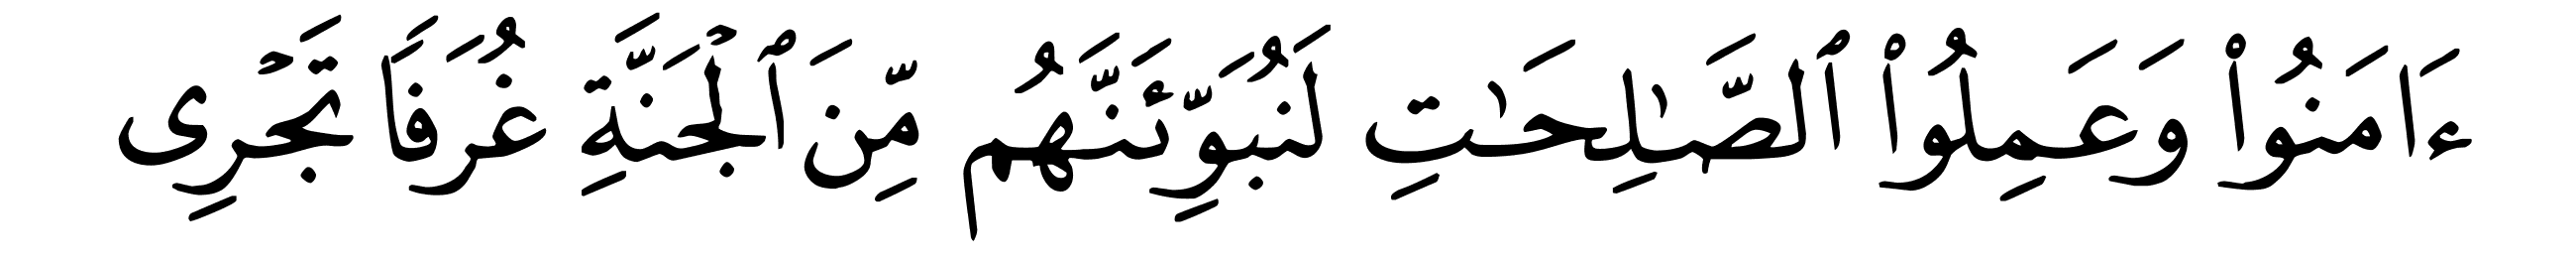 ءَامَنُوا۟ وَعَمِلُوا۟ ٱلصَّـٰلِحَـٰتِ لَنُبَوِّئَنَّهُم مِّنَ ٱلْجَنَّةِ غُرَفًا تَجْرِى